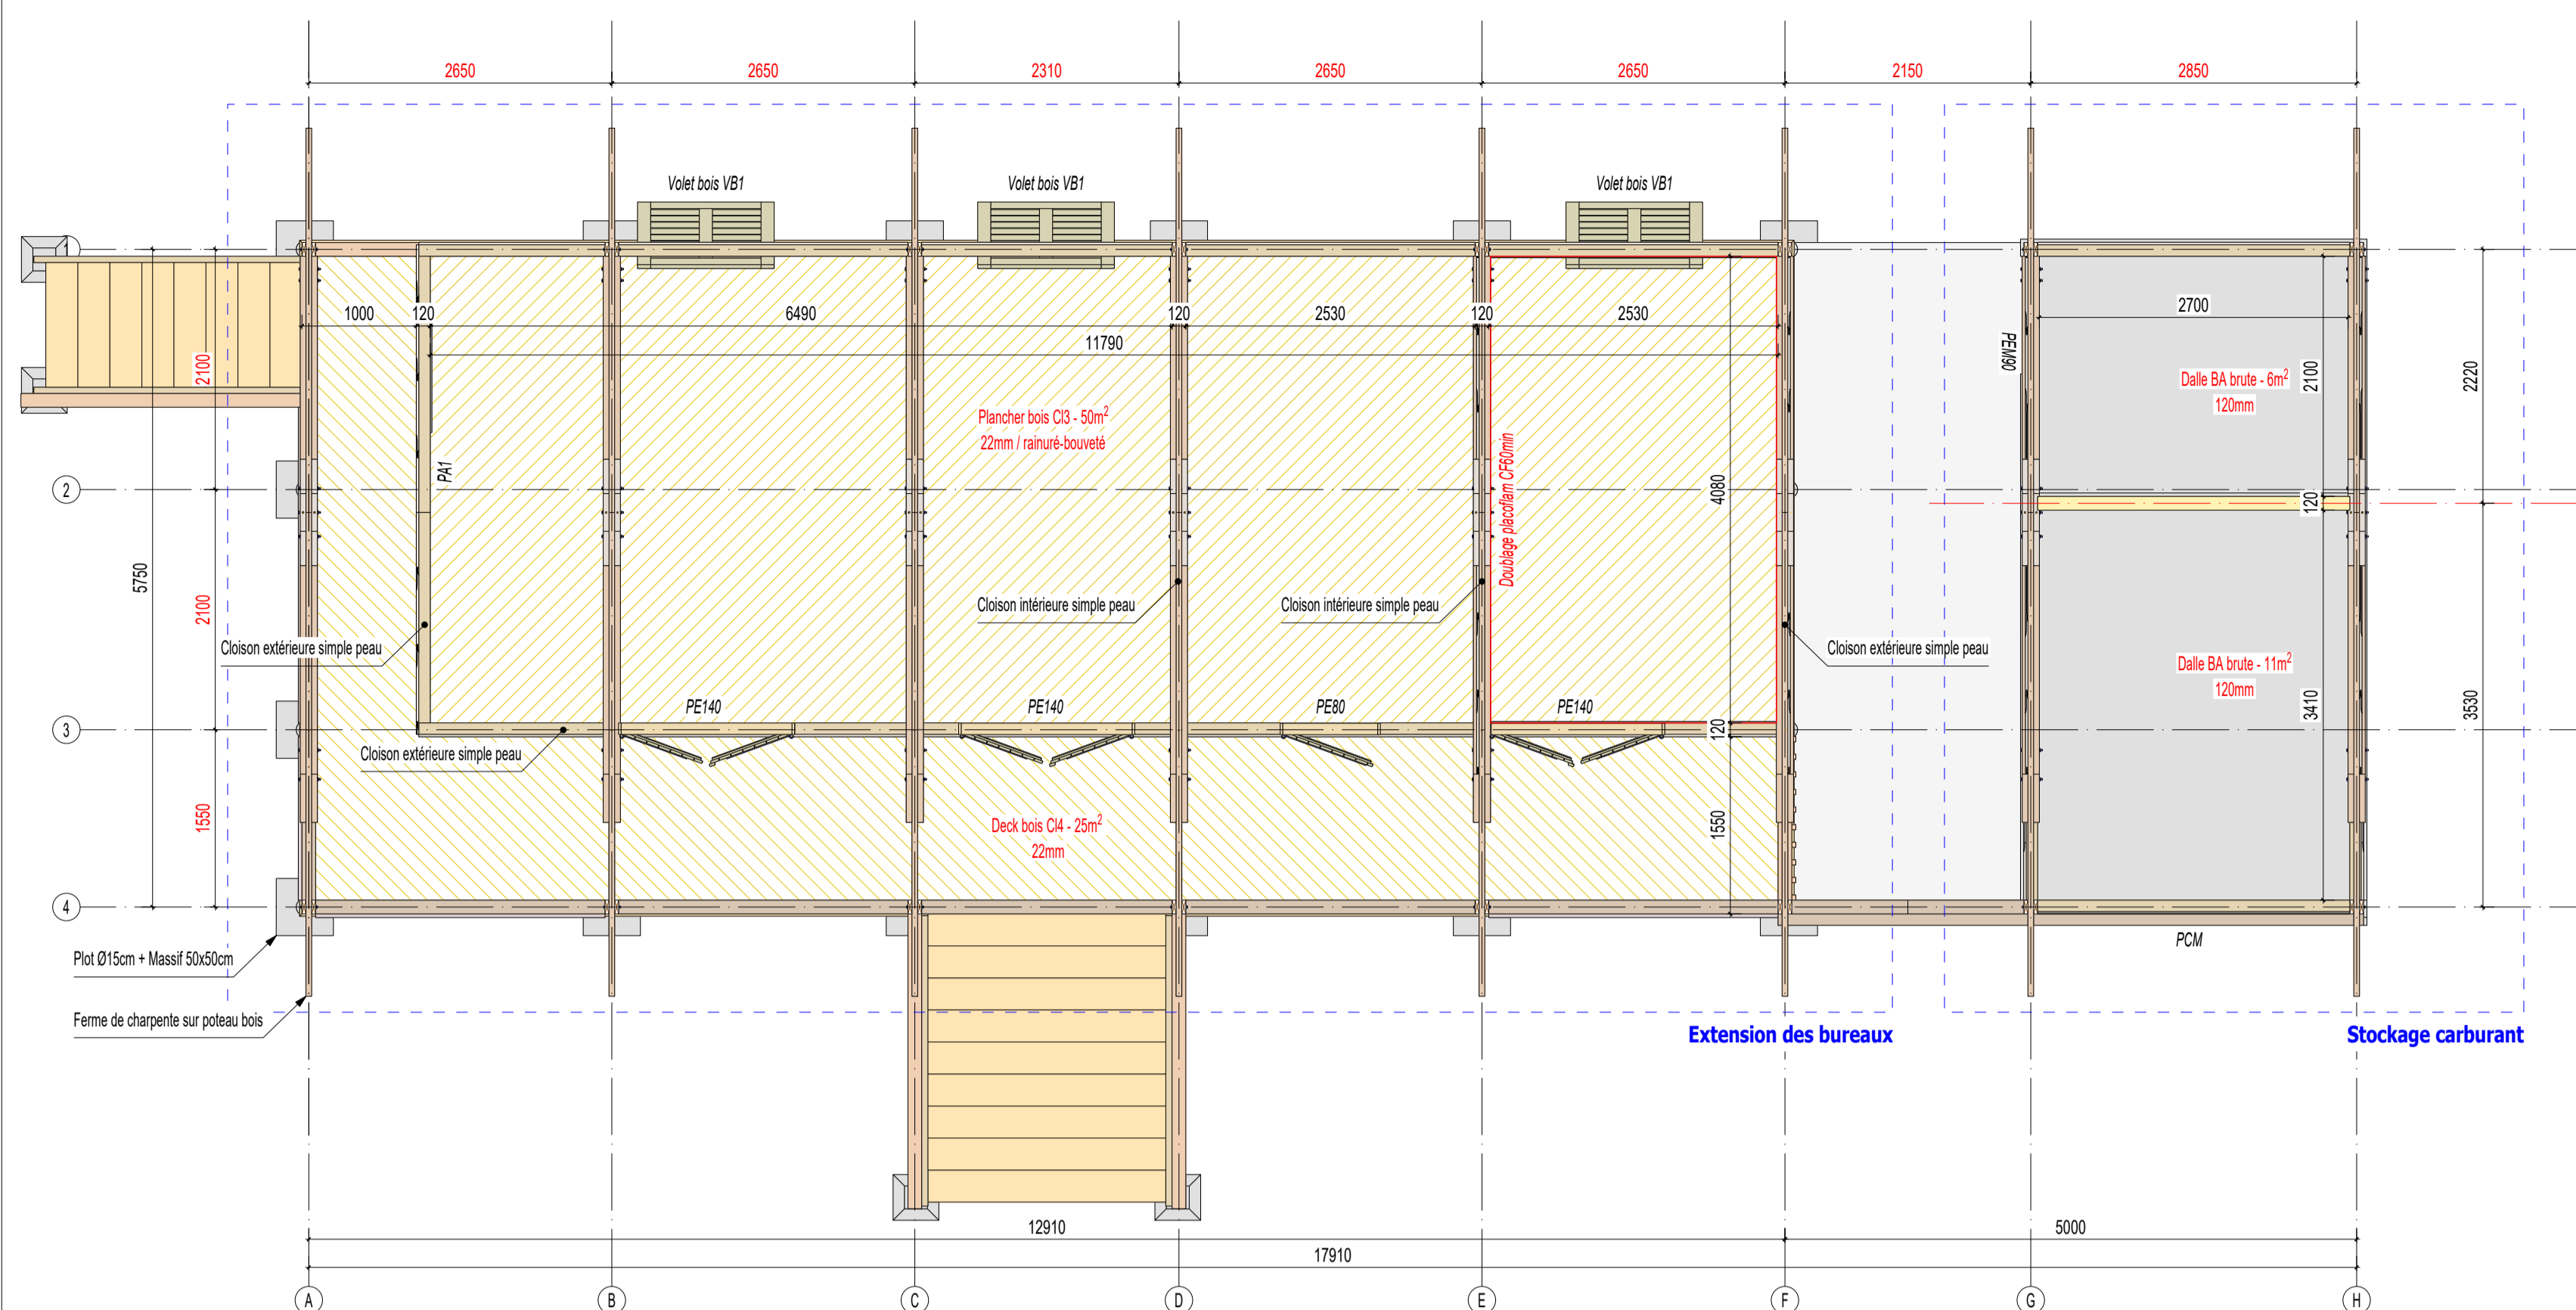 2650 2650 2310 2650 2650 2150 2850
Volet bois VB1 Volet bois VB1 Volet bois VB1
1000 120 6490 120 2530 120 2530 2700
11790
2100
PEM90
2100
2220
Dalle BA brute - 6m²
120mm
Plancher bois Cl3 - 50m²
22mm / rainuré-bouveté
PA1
Doublage placoflam CF60min
4080
2
120
5750
2100
Cloison intérieure simple peau
Cloison intérieure simple peau
Cloison extérieure simple peau
Cloison extérieure simple peau
Dalle BA brute - 11m²
120mm
3410
3530
PE140 PE140 PE80 PE140
3
120
Cloison extérieure simple peau
1550
Deck bois Cl4 - 25m²
22mm
1550
4
PCM
Plot Ø15cm + Massif 50x50cm
Ferme de charpente sur poteau bois
Extension des bureaux
Stockage carburant
12910 5000
17910
A B C D E F G H